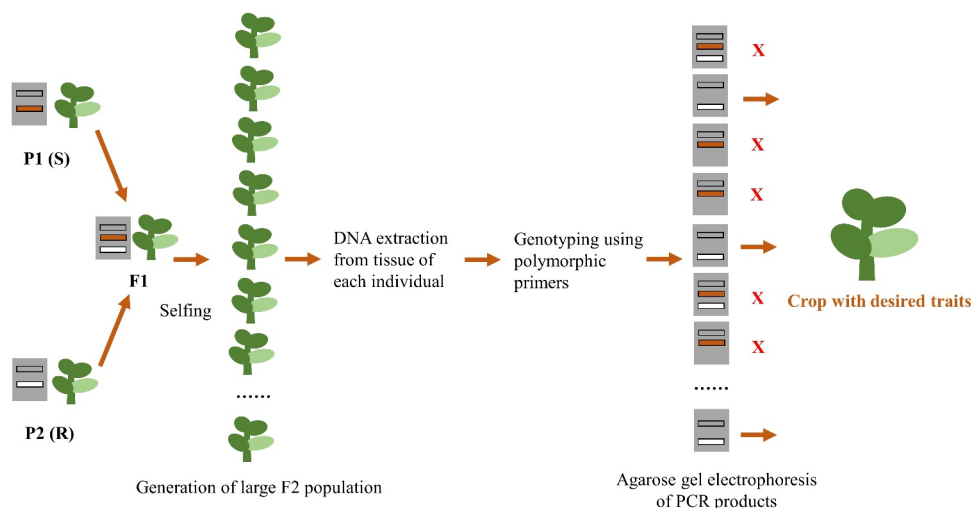 P1 (S)
F1
P2 (R)
Selfing
......
Generation of large F2 population
DNA extraction
from tissue of
each individual
Genotyping using
polymorphic
primers
X
X
X
X
X
......
Agarose gel electrophoresis
of PCR products
Crop with desired traits